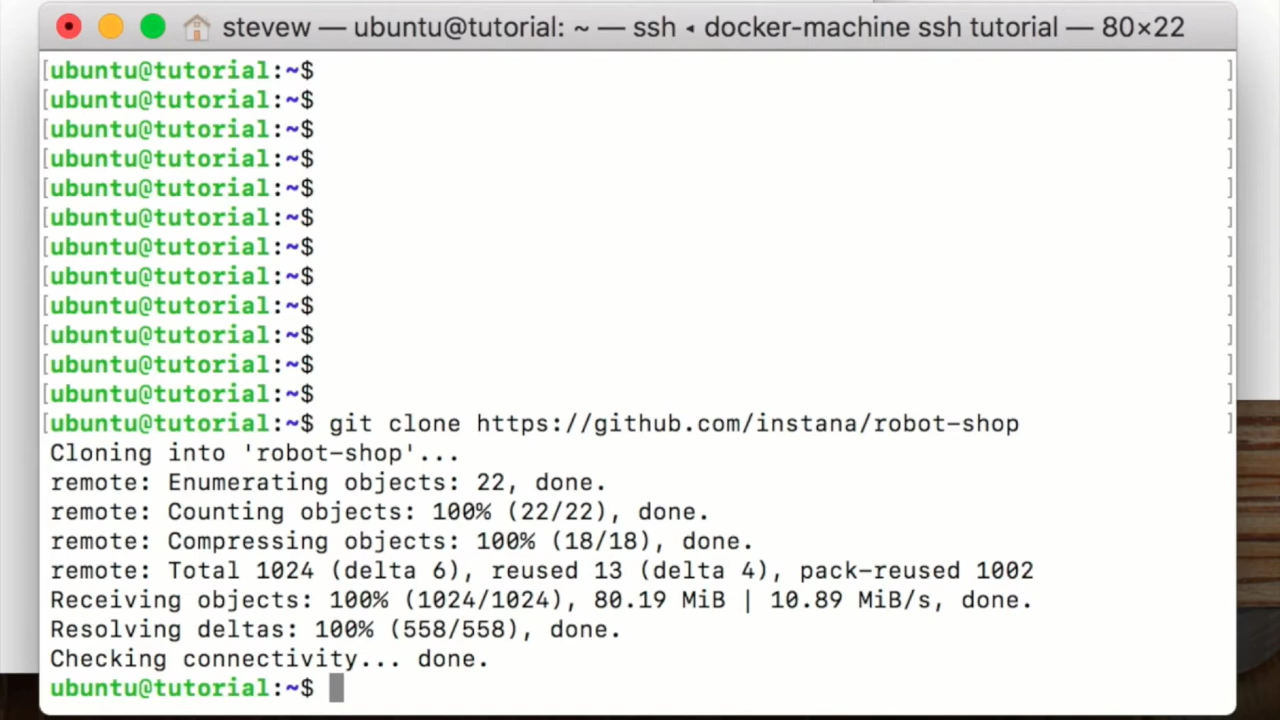 stevew — ubuntu@tutorial: ~ — ssh ◂ docker-machine ssh tutorial — 80×22
[ubuntu@tutorial:~$ ]
[ubuntu@tutorial:~$ ]
[ubuntu@tutorial:~$ ]
[ubuntu@tutorial:~$ ]
[ubuntu@tutorial:~$ ]
[ubuntu@tutorial:~$ ]
[ubuntu@tutorial:~$ ]
[ubuntu@tutorial:~$ ]
[ubuntu@tutorial:~$ ]
[ubuntu@tutorial:~$ ]
[ubuntu@tutorial:~$ ]
[ubuntu@tutorial:~$ ]
[ubuntu@tutorial:~$ git clone https://github.com/instana/robot-shop ]
Cloning into 'robot-shop'...
remote: Enumerating objects: 22, done.
remote: Counting objects: 100% (22/22), done.
remote: Compressing objects: 100% (18/18), done.
remote: Total 1024 (delta 6), reused 13 (delta 4), pack-reused 1002
Receiving objects: 100% (1024/1024), 80.19 MiB | 10.89 MiB/s, done.
Resolving deltas: 100% (558/558), done.
Checking connectivity... done.
ubuntu@tutorial:~$